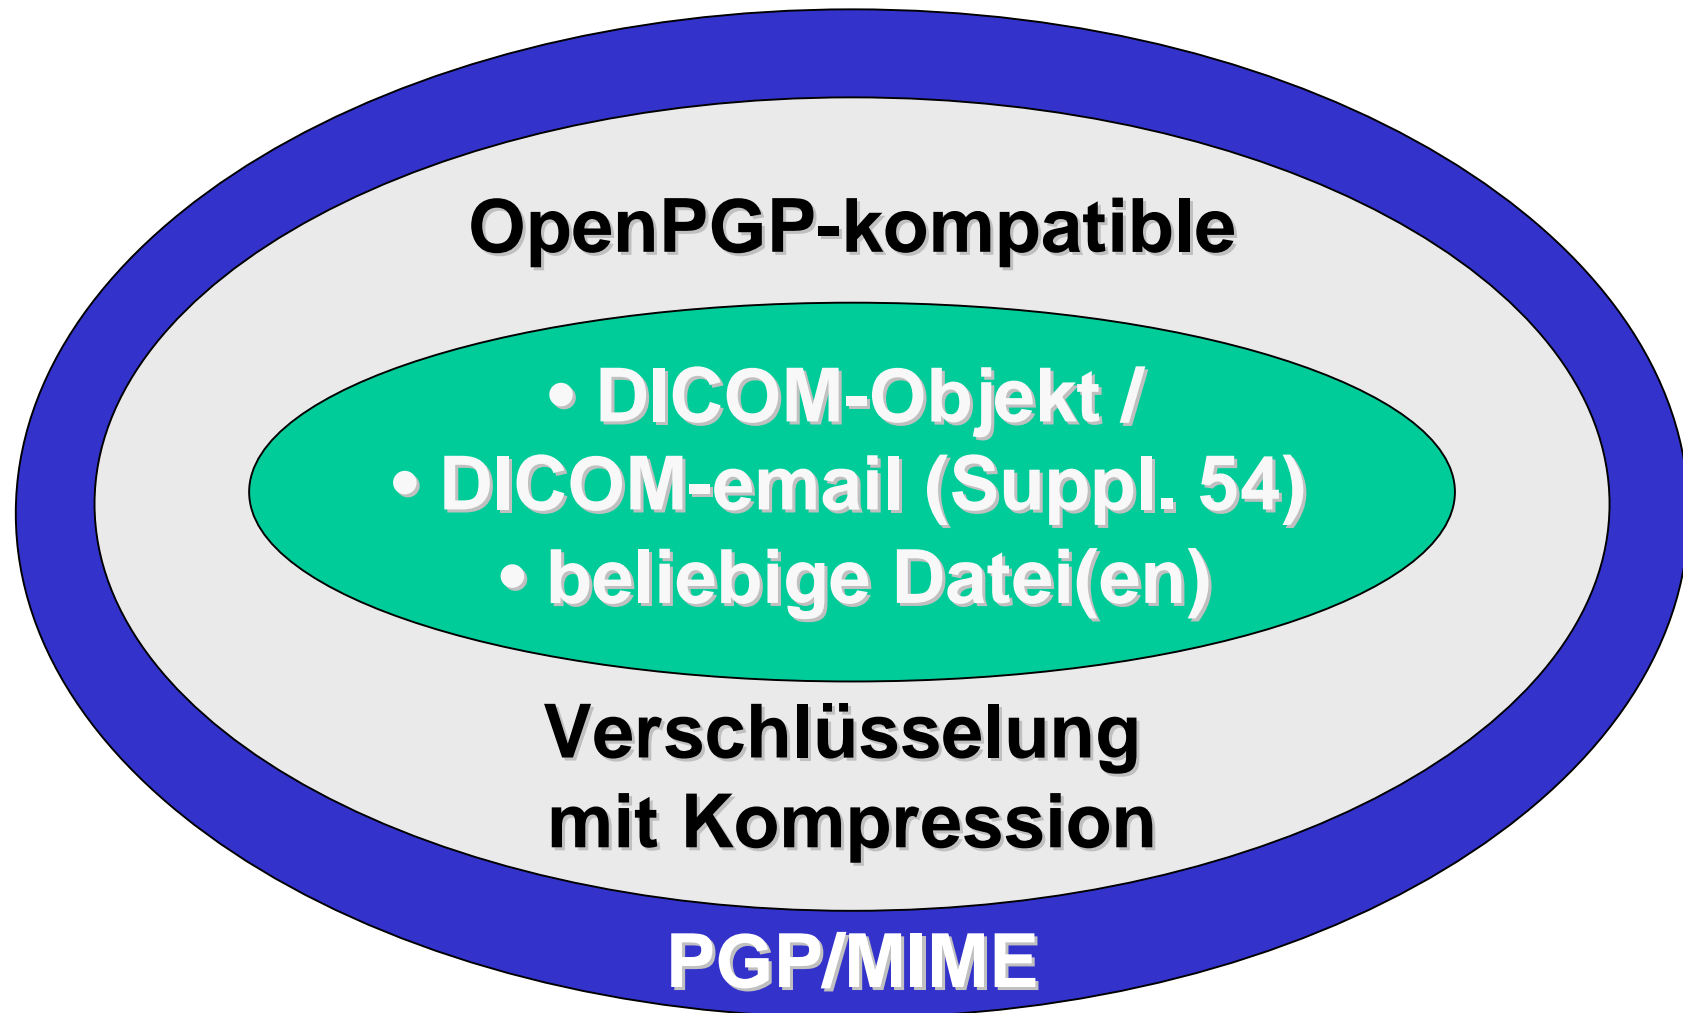 OpenPGP-kompatible
• DICOM-Objekt /
• DICOM-email (Suppl. 54)
• beliebige Datei(en)
Verschlüsselung
mit Kompression
PGP/MIME